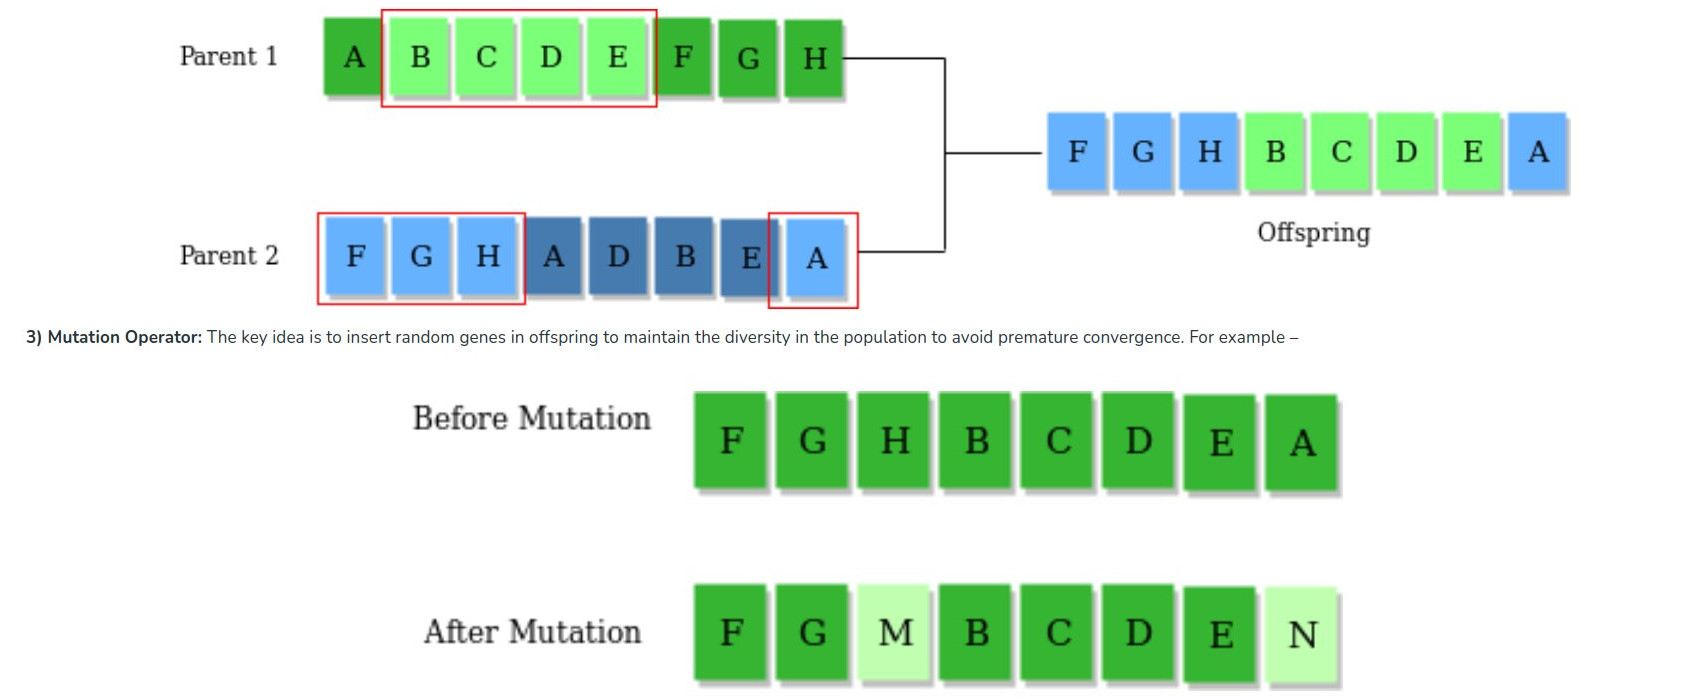 Parent 1 A B C D E F G H
F G H B C D E A
Offspring
Parent 2 F G H A D B E A
3) Mutation Operator: The key idea is to insert random genes in offspring to maintain the diversity in the population to avoid premature convergence. For example –
Before Mutation F G H B C D E A
After Mutation F G M B C D E N